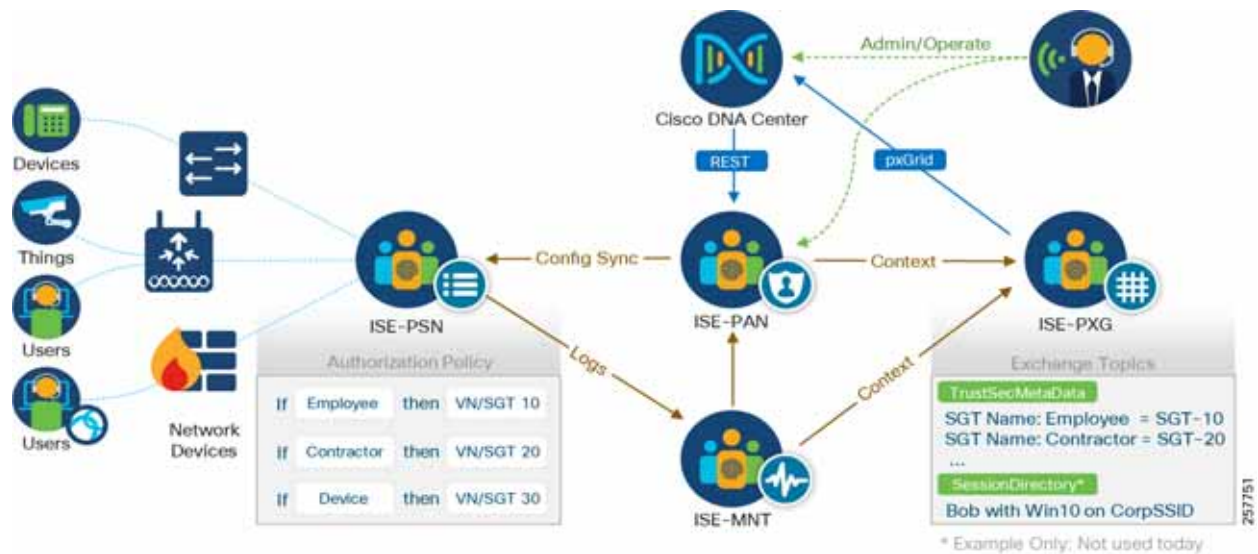 Admin/Operate
Cisco DNA Center
REST
pxGrid
Devices
Things
Users
Users
Network
Devices
ISE-PSN
Config Sync
ISE-PAN
Context
ISE-PXG
Logs
Context
ISE-MNT
Authorization Policy
If Employee then VN/SGT 10
If Contractor then VN/SGT 20
If Device then VN/SGT 30
Exchange Topics
TrustSecMetaData
SGT Name: Employee = SGT-10
SGT Name: Contractor = SGT-20
...
SessionDirectory*
Bob with Win10 on CorpSSID
* Example Only; Not used today
257751